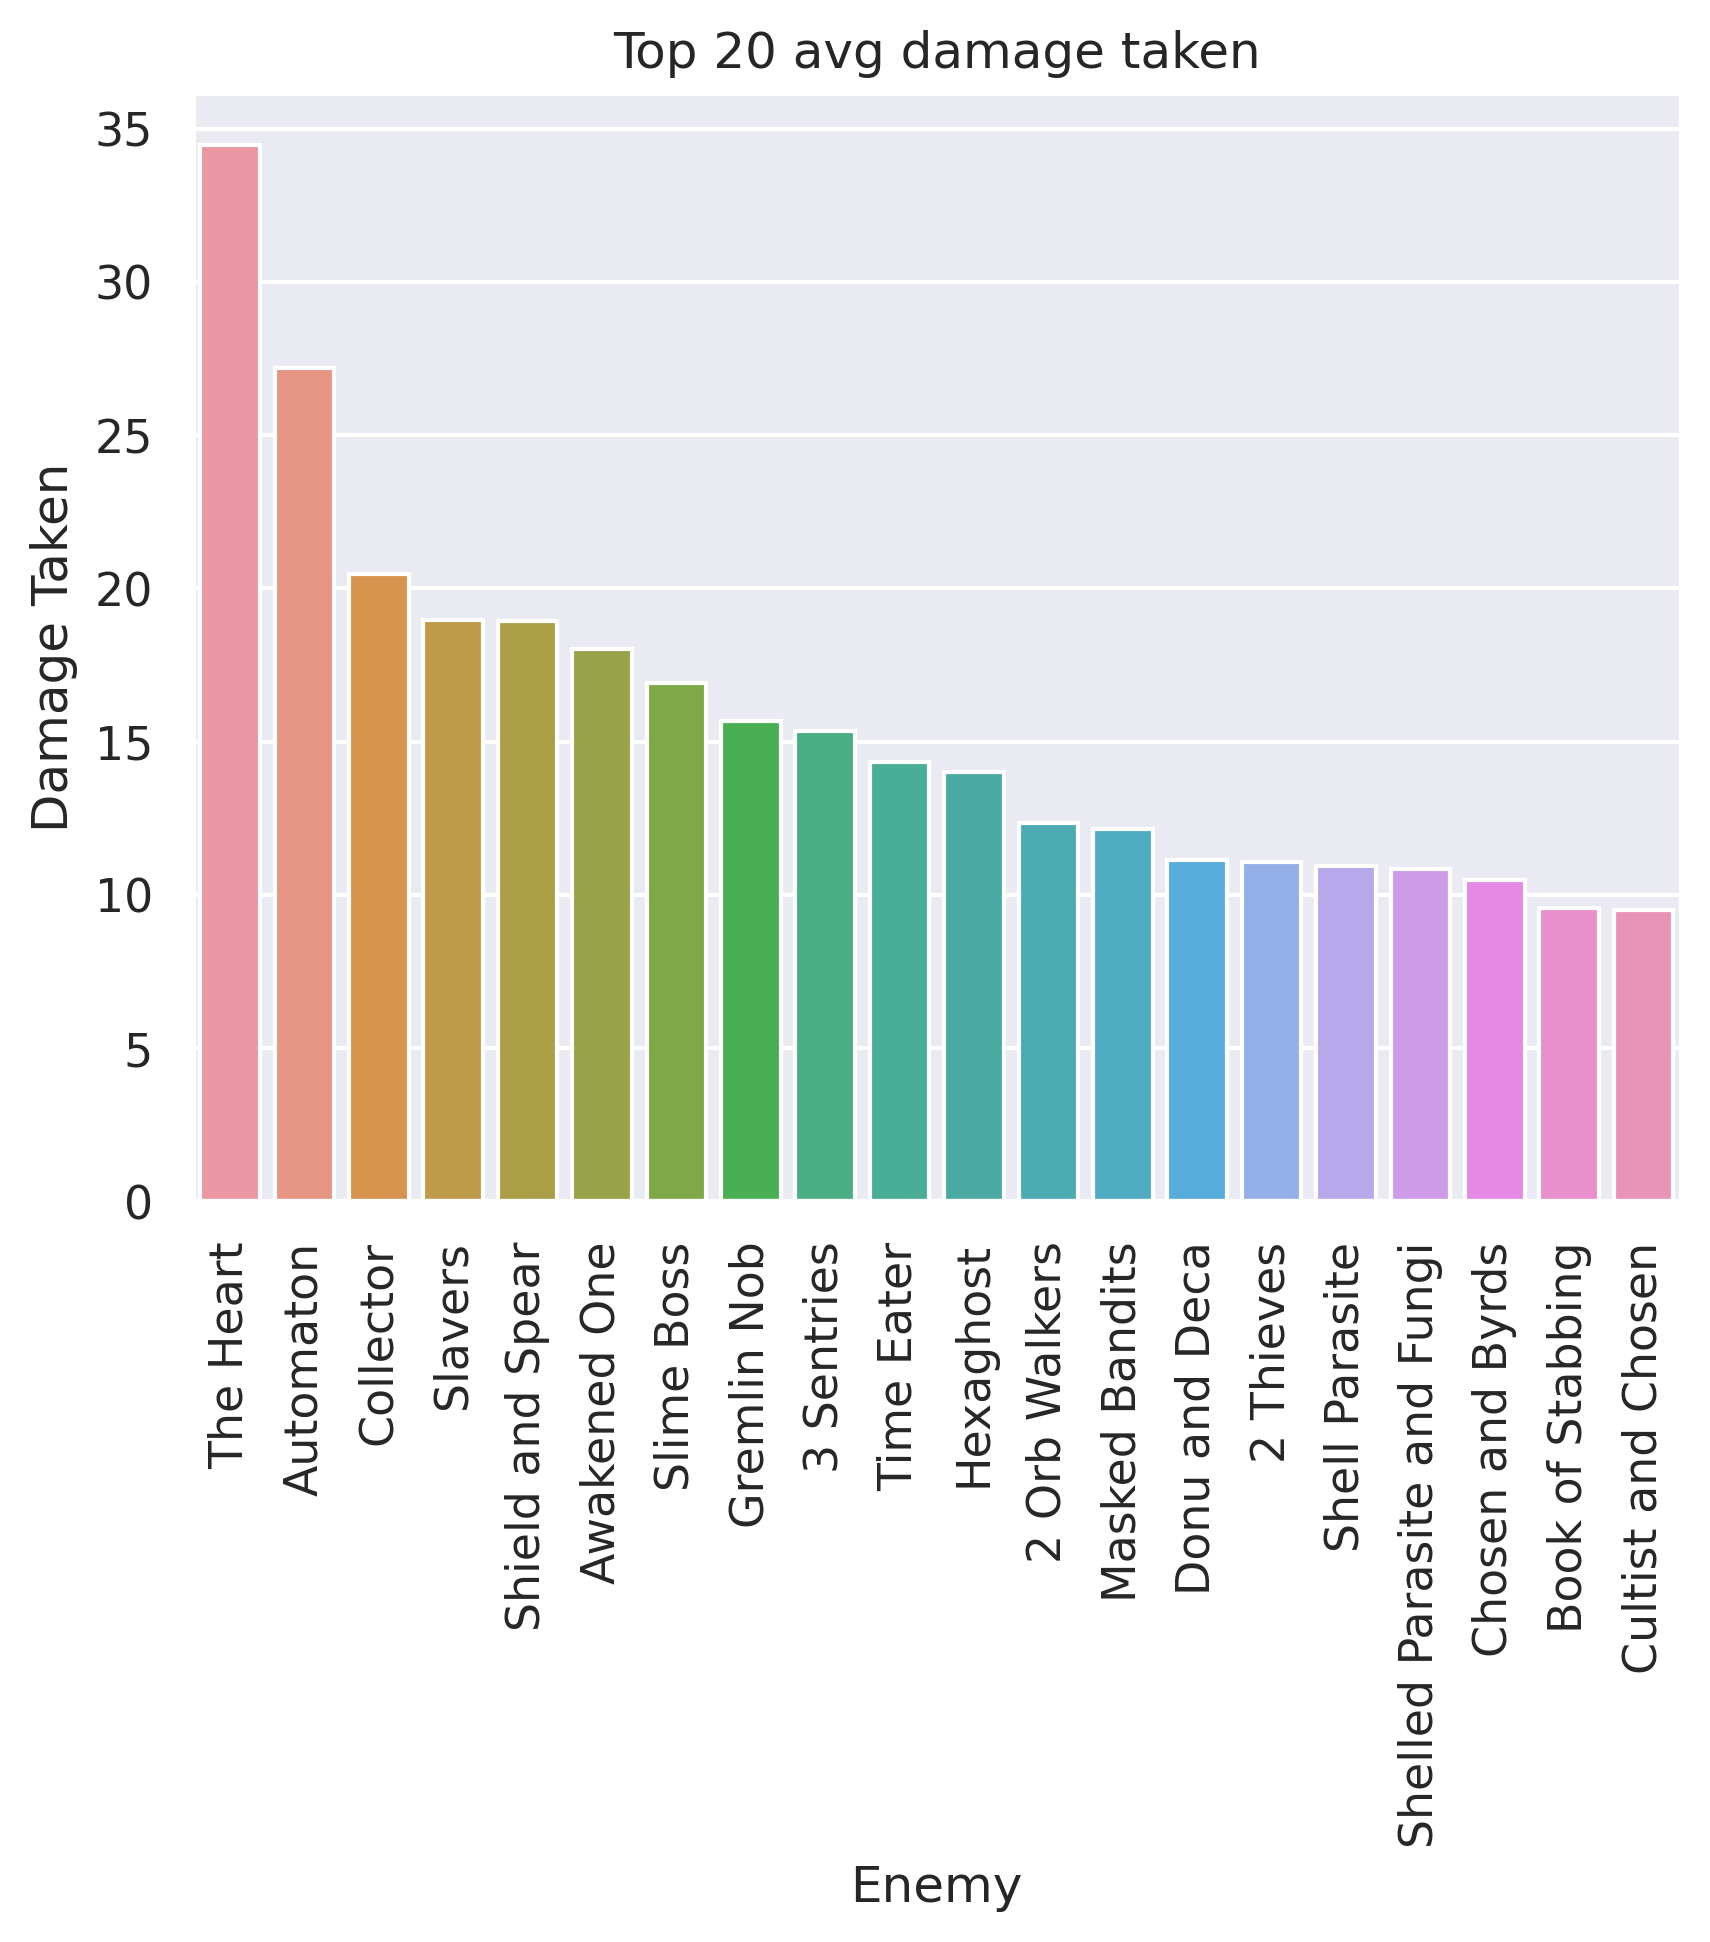 Top 20 avg damage taken
35
30
25
20
15
10
5
0
Damage Taken
The Heart
Automaton
Collector
Slavers
Shield and Spear
Awakened One
Slime Boss
Gremlin Nob
3 Sentries
Time Eater
Hexaghost
2 Orb Walkers
Masked Bandits
Donu and Deca
2 Thieves
Shell Parasite
Shelled Parasite and Fungi
Chosen and Byrds
Book of Stabbing
Cultist and Chosen
Enemy